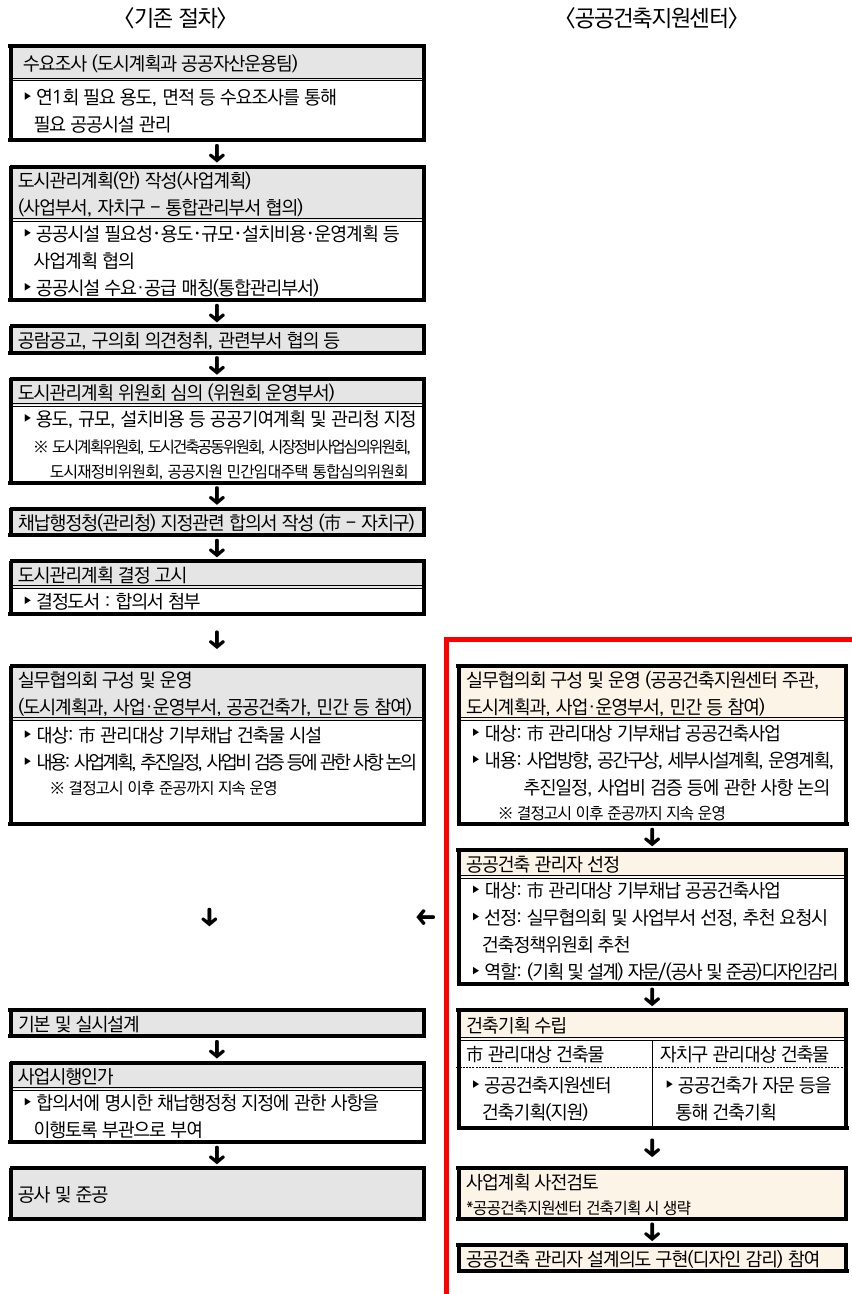 〈기존 절차〉
수요조사 (도시계획과 공공자산운용팀)
▸ 연1회 필요 용도, 면적 등 수요조사를 통해
필요 공공시설 관리
도시관리계획(안) 작성(사업계획)
(사업부서, 자치구 - 통합관리부서 협의)
▸ 공공시설 필요성·용도·규모·설치비용·운영계획 등
사업계획 협의
▸ 공공시설 수요·공급 매칭(통합관리부서)
공람공고, 구의회 의견청취, 관련부서 협의 등
도시관리계획 위원회 심의 (위원회 운영부서)
▸ 용도, 규모, 설치비용 등 공공기여계획 및 관리청 지정
※ 도시계획위원회, 도시건축공동위원회, 시장정비사업심의위원회,
도시재정비위원회, 공공지원 민간임대주택 통합심의위원회
채납행정청(관리청) 지정관련 합의서 작성 (市 - 자치구)
도시관리계획 결정 고시
▸ 결정도서 : 합의서 첨부
실무협의회 구성 및 운영
(도시계획과, 사업·운영부서, 공공건축가, 민간 등 참여)
▸ 대상: 市 관리대상 기부채납 건축물 시설
▸ 내용: 사업계획, 추진일정, 사업비 검증 등에 관한 사항 논의
※ 결정고시 이후 준공까지 지속 운영
기본 및 실시설계
사업시행인가
▸ 합의서에 명시한 채납행정청 지정에 관한 사항을
이행토록 부관으로 부여
공사 및 준공
〈공공건축지원센터〉
실무협의회 구성 및 운영 (공공건축지원센터 주관,
도시계획과, 사업·운영부서, 민간 등 참여)
▸ 대상: 市 관리대상 기부채납 공공건축사업
▸ 내용: 사업방향, 공간구상, 세부시설계획, 운영계획,
추진일정, 사업비 검증 등에 관한 사항 논의
※ 결정고시 이후 준공까지 지속 운영
공공건축 관리자 선정
▸ 대상: 市 관리대상 기부채납 공공건축사업
▸ 선정: 실무협의회 및 사업부서 선정, 추천 요청시
건축정책위원회 추천
▸ 역할: (기획 및 설계) 자문/(공사 및 준공)디자인감리
건축기획 수립
市 관리대상 건축물
▸ 공공건축지원센터
건축기획(지원)
자치구 관리대상 건축물
▸ 공공건축가 자문 등을
통해 건축기획
사업계획 사전검토
*공공건축지원센터 건축기획 시 생략
공공건축 관리자 설계의도 구현(디자인 감리) 참여